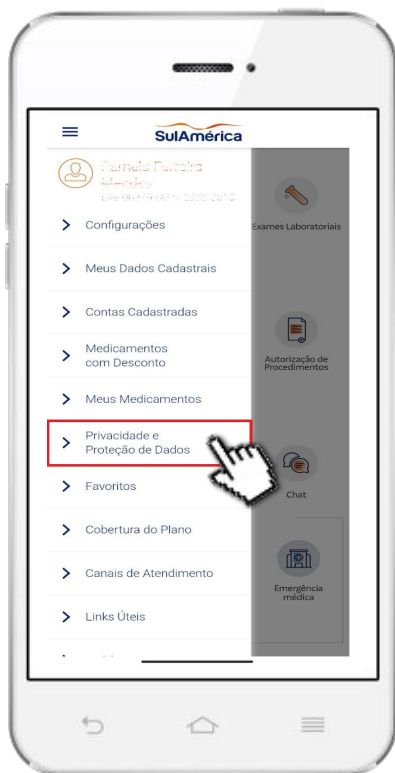 SulAmérica
Configurações
Meus Dados Cadastrais
Contas Cadastradas
Medicamentos
com Desconto
Meus Medicamentos
Privacidade e
Proteção de Dados
Favoritos
Cobertura do Plano
Canais de Atendimento
Links Úteis
Exames Laboratoriais
Autorização de
Procedimentos
Chat
Emergência
médica